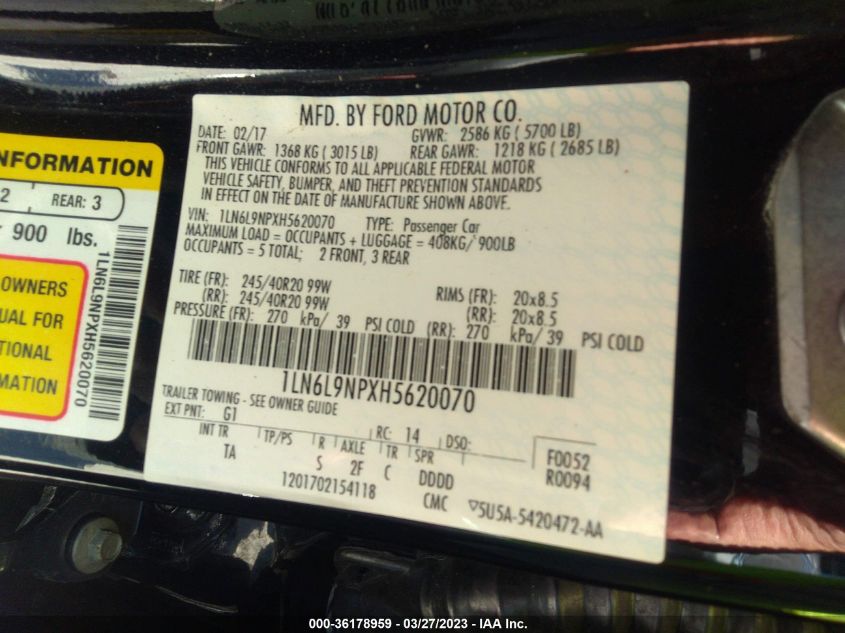 MFD. BY FORD MOTOR CO.
DATE: 02/17 GVWR: 2586 KG ( 5700 LB)
FRONT GAWR: 1368 KG ( 3015 LB) REAR GAWR: 1218 KG ( 2685 LB)
THIS VEHICLE CONFORMS TO ALL APPLICABLE FEDERAL MOTOR
VEHICLE SAFETY, BUMPER, AND THEFT PREVENTION STANDARDS
IN EFFECT ON THE DATE OF MANUFACTURE SHOWN ABOVE.
VIN: 1LN6L9NPXH5620070 TYPE: Passenger Car
MAXIMUM LOAD = OCCUPANTS + LUGGAGE = 408KG/ 900LB
OCCUPANTS = 5 TOTAL; 2 FRONT, 3 REAR
TIRE (FR): 245/40R20 99W RIMS (FR): 20x8.5
(RR): 245/40R20 99W (RR): 20x8.5
PRESSURE (FR): 270 kPa/ 39 PSI COLD (RR): 270 kPa/ 39 PSI COLD
1LN6L9NPXH5620070
TRAILER TOWING - SEE OWNER GUIDE
EXT PNT: G1 RC: 14 DSO:
INT TR TP/PS R AXLE TR SPR F0052
TA S 2F C DDDD R0094
1201702154118 CMC ▽5U5A-5420472-AA
NFORMATION
2 REAR: 3
900 lbs.
OWNERS
UAL FOR
TIONAL
MATION
1LN6L9NPXH5620070
000-36178959 / 03/27/2023 — IAA Inc.